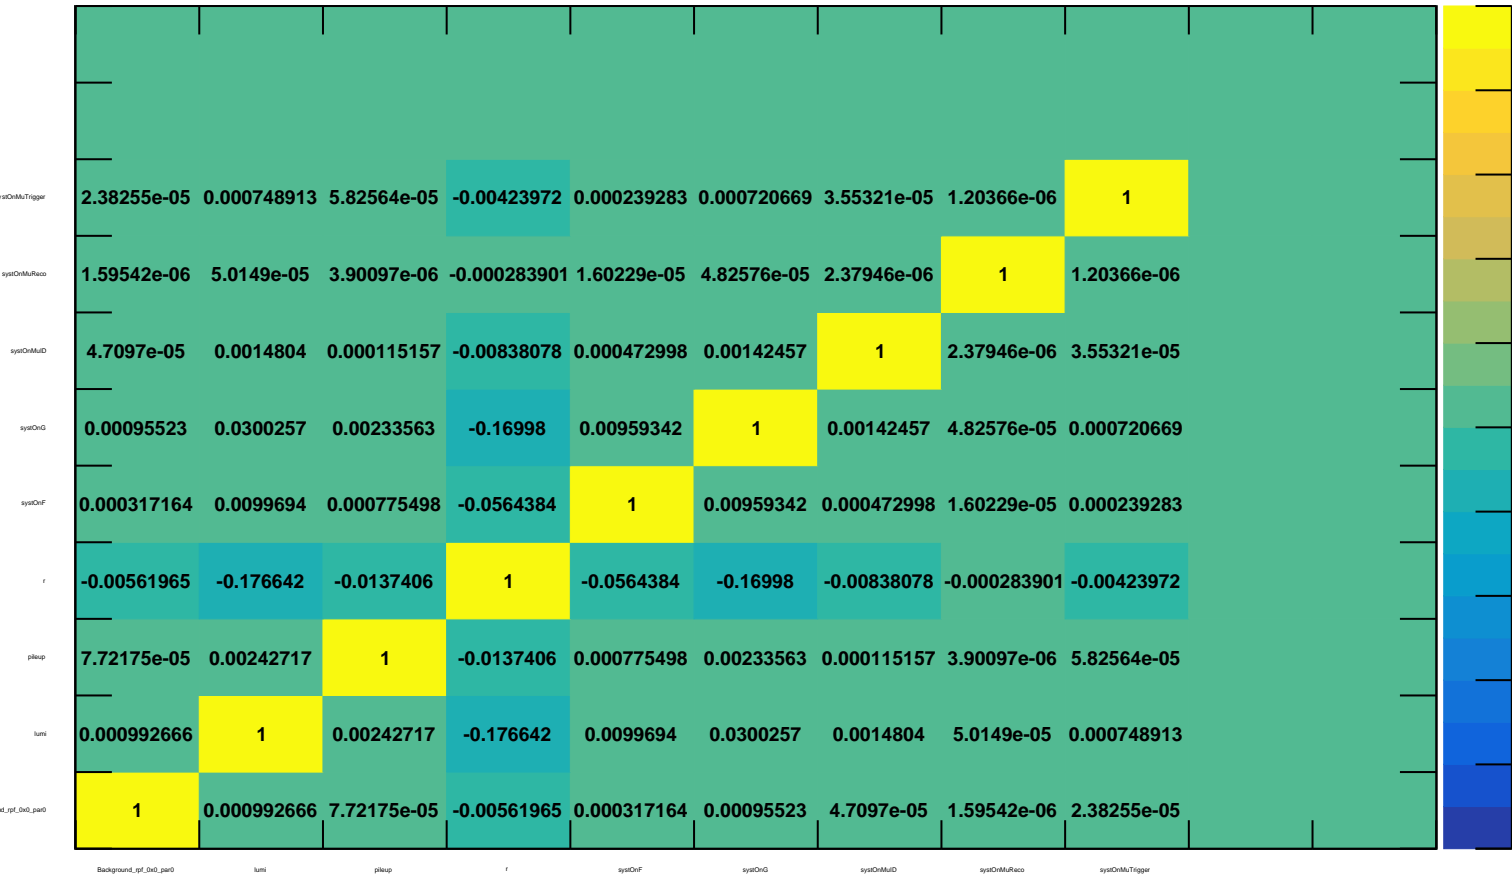 stOnMuTrigger 2.38255e-05 0.000748913 5.82564e-05 -0.00423972 0.000239283 0.000720669 3.55321e-05 1.20366e-06 1
systOnMuReco 1.59542e-06 5.0149e-05 3.90097e-06 -0.000283901 1.60229e-05 4.82576e-05 2.37946e-06 1 1.20366e-06
systOnMuID 4.7097e-05 0.0014804 0.000115157 -0.00838078 0.000472998 0.00142457 1 2.37946e-06 3.55321e-05
systOnG 0.00095523 0.0300257 0.00233563 -0.16998 0.00959342 1 0.00142457 4.82576e-05 0.000720669
systOnF 0.000317164 0.0099694 0.000775498 -0.0564384 1 0.00959342 0.000472998 1.60229e-05 0.000239283
r -0.00561965 -0.176642 -0.0137406 1 -0.0564384 -0.16998 -0.00838078 -0.000283901 -0.00423972
pileup 7.72175e-05 0.00242717 1 -0.0137406 0.000775498 0.00233563 0.000115157 3.90097e-06 5.82564e-05
lumi 0.000992666 1 0.00242717 -0.176642 0.0099694 0.0300257 0.0014804 5.0149e-05 0.000748913
d_rpf_0x0_par0 1 0.000992666 7.72175e-05 -0.00561965 0.000317164 0.00095523 4.7097e-05 1.59542e-06 2.38255e-05
Background_rpf_0x0_par0 lumi pileup r systOnF systOnG systOnMuID systOnMuReco systOnMuTrigger